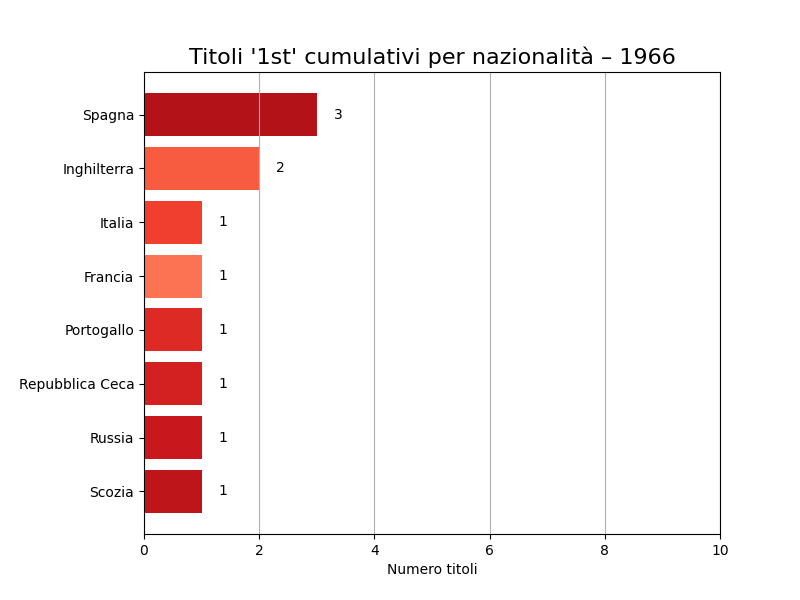 Titoli '1st' cumulativi per nazionalità – 1966
Spagna 3
Inghilterra 2
Italia 1
Francia 1
Portogallo 1
Repubblica Ceca 1
Russia 1
Scozia 1
0 2 4 6 8 10
Numero titoli